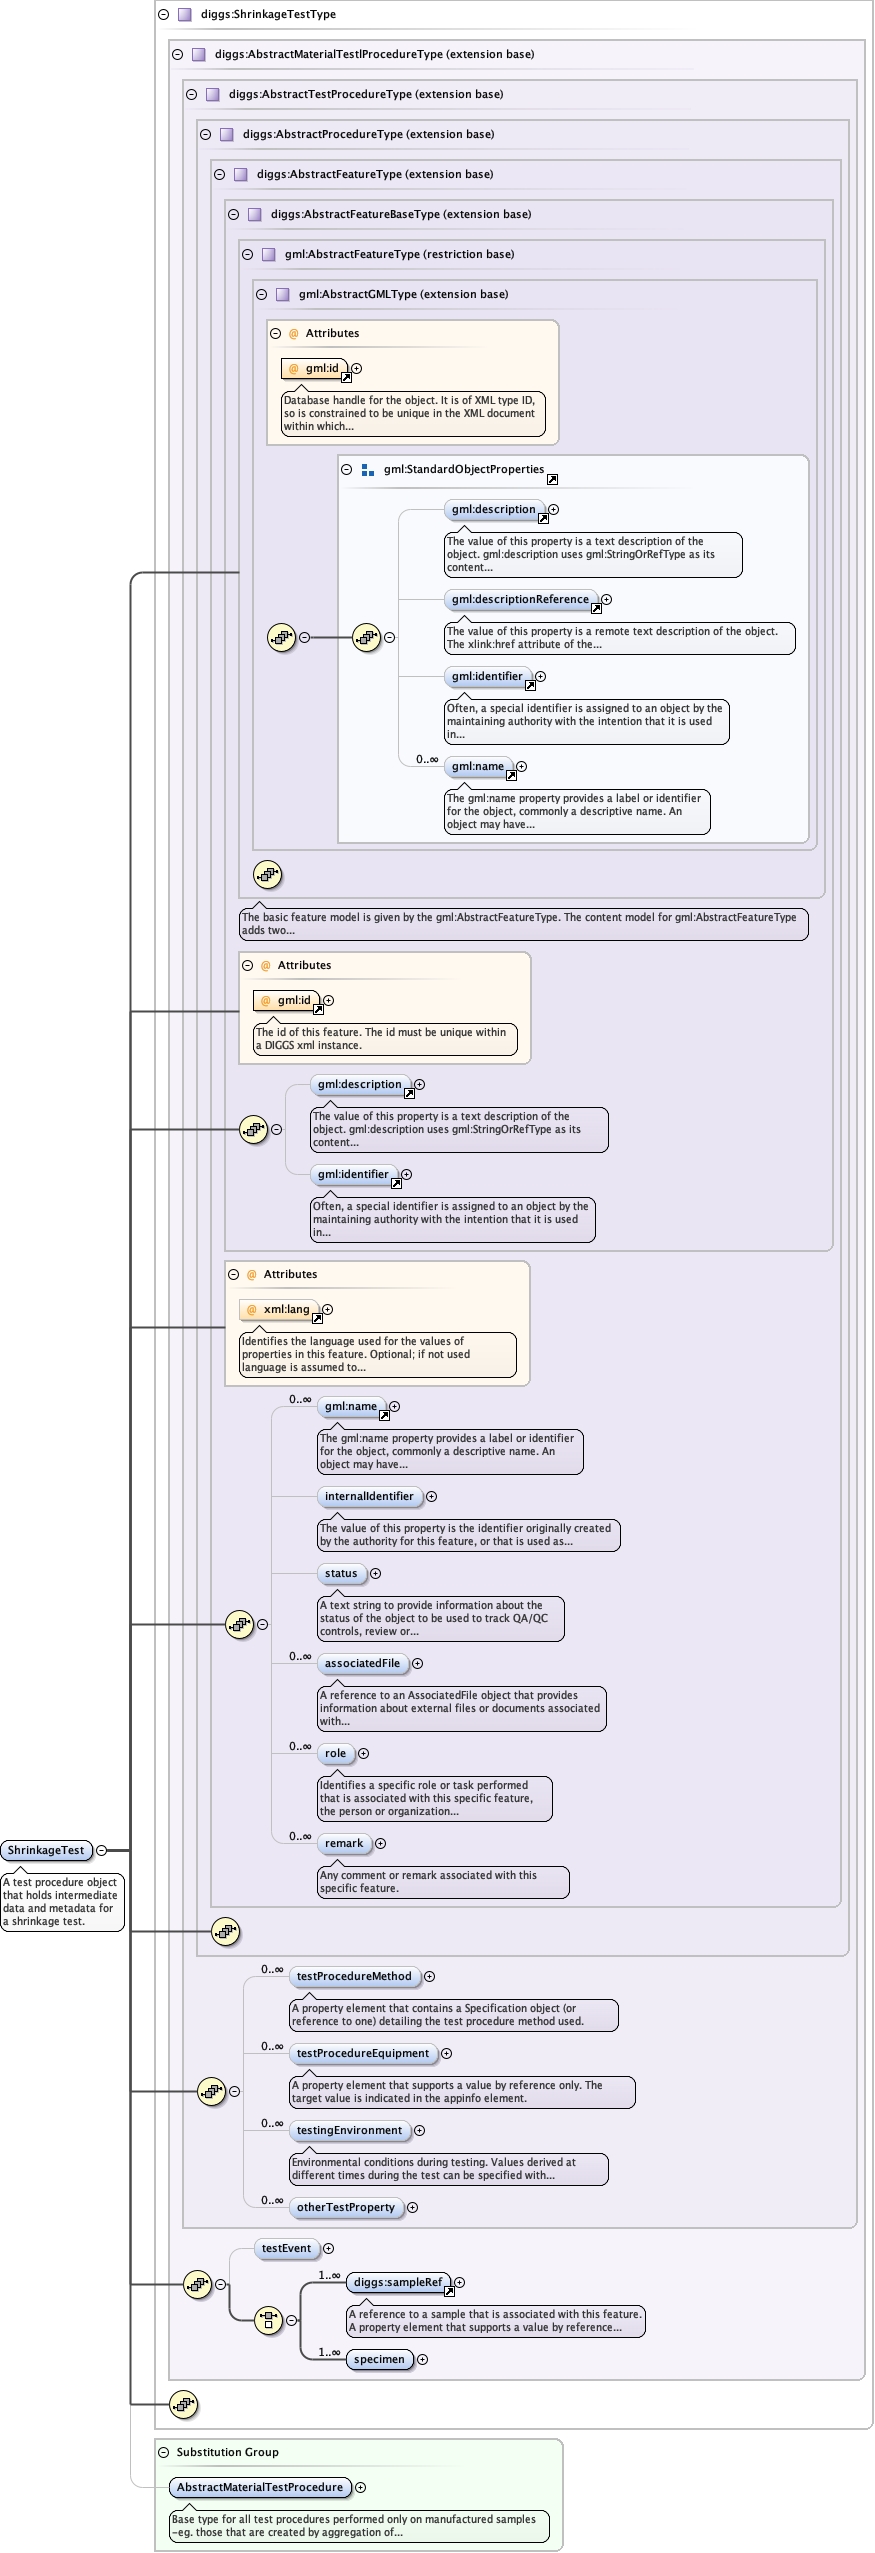 diggs:ShrinkageTestType
diggs:AbstractMaterialTestlProcedureType (extension base)
diggs:AbstractTestProcedureType (extension base)
diggs:AbstractProcedureType (extension base)
diggs:AbstractFeatureType (extension base)
diggs:AbstractFeatureBaseType (extension base)
gml:AbstractFeatureType (restriction base)
gml:AbstractGMLType (extension base)
@ Attributes
@ gml:id
Database handle for the object. It is of XML type ID,
so is constrained to be unique in the XML document
within which...
gml:StandardObjectProperties
gml:description
The value of this property is a text description of the
object. gml:description uses gml:StringOrRefType as its
content...
gml:descriptionReference
The value of this property is a remote text description of the object.
The xlink:href attribute of the...
gml:identifier
Often, a special identifier is assigned to an object by the
maintaining authority with the intention that it is used
in...
0..∞
gml:name
The gml:name property provides a label or identifier
for the object, commonly a descriptive name. An
object may have...
The basic feature model is given by the gml:AbstractFeatureType. The content model for gml:AbstractFeatureType
adds two...
@ Attributes
@ gml:id
The id of this feature. The id must be unique within
a DIGGS xml instance.
gml:description
The value of this property is a text description of the
object. gml:description uses gml:StringOrRefType as its
content...
gml:identifier
Often, a special identifier is assigned to an object by the
maintaining authority with the intention that it is used
in...
@ Attributes
@ xml:lang
Identifies the language used for the values of
properties in this feature. Optional; if not used
language is assumed to...
0..∞
gml:name
The gml:name property provides a label or identifier
for the object, commonly a descriptive name. An
object may have...
internalIdentifier
The value of this property is the identifier originally created
by the authority for this feature, or that is used as...
status
A text string to provide information about the
status of the object to be used to track QA/QC
controls, review or...
0..∞
associatedFile
A reference to an AssociatedFile object that provides
information about external files or documents associated
with...
0..∞
role
Identifies a specific role or task performed
that is associated with this specific feature,
the person or organization...
0..∞
remark
Any comment or remark associated with this
specific feature.
ShrinkageTest
A test procedure object
that holds intermediate
data and metadata for
a shrinkage test.
0..∞
testProcedureMethod
A property element that contains a Specification object (or
reference to one) detailing the test procedure method used.
0..∞
testProcedureEquipment
A property element that supports a value by reference only. The
target value is indicated in the appinfo element.
0..∞
testingEnvironment
Environmental conditions during testing. Values derived at
different times during the test can be specified with...
0..∞
otherTestProperty
testEvent
1..∞
diggs:sampleRef
A reference to a sample that is associated with this feature.
A property element that supports a value by reference...
1..∞
specimen
Substitution Group
AbstractMaterialTestProcedure
Base type for all test procedures performed only on manufactured samples
-eg. those that are created by aggregation of...